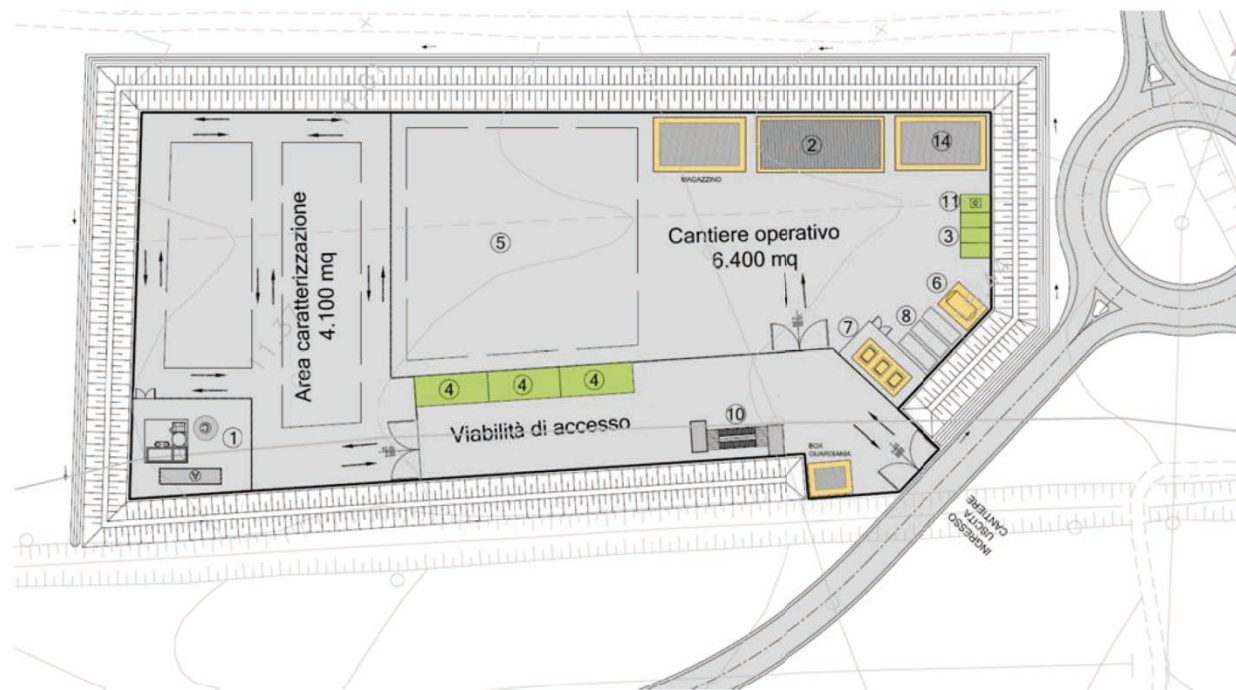 MAGAZZINO
2
14
11
3
5
Cantiere operativo
6.400 mq
6
8
7
Area caratterizzazione
4.100 mq
4
4
4
Viabilità di accesso
10
BOX
GUARDIANIA
1
INGRESSO
USCITA
CANTIERE